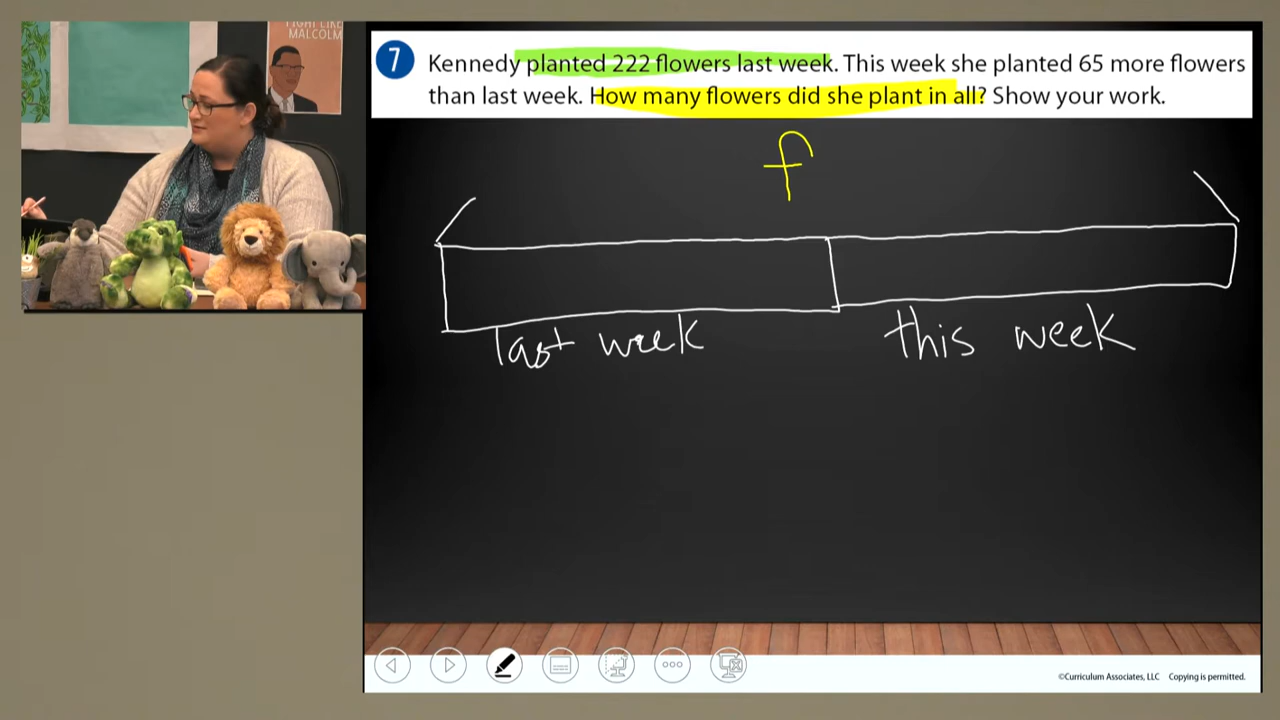 FIGHT LIKE
MALCOLM
7 Kennedy planted 222 flowers last week. This week she planted 65 more flowers
than last week. How many flowers did she plant in all? Show your work.
f
last week this week
©Curriculum Associates, LLC Copying is permitted.